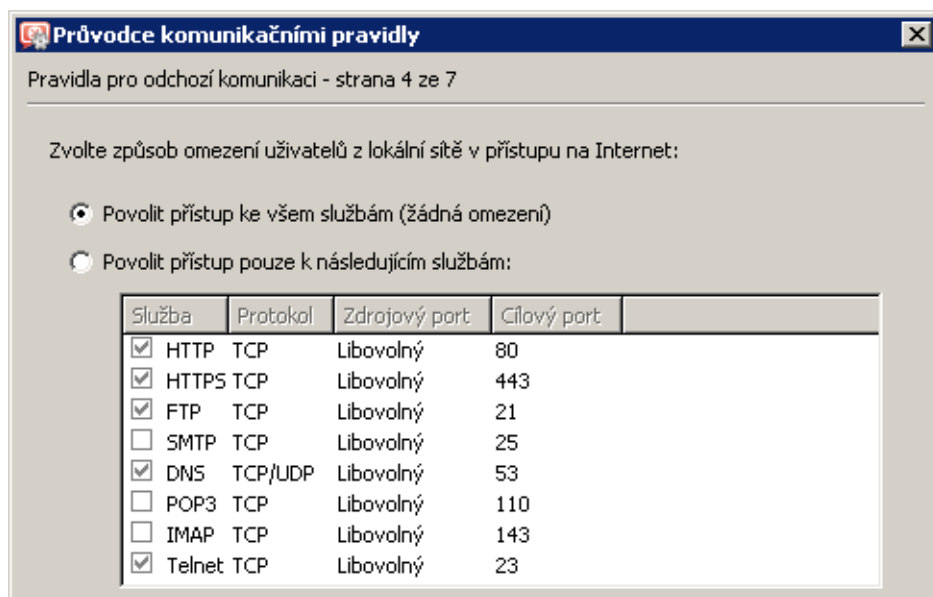 Průvodce komunikačními pravidly
Pravidla pro odchozí komunikaci - strana 4 ze 7
Zvolte způsob omezení uživatelů z lokální sítě v přístupu na Internet:
Povolit přístup ke všem službám (žádná omezení)
Povolit přístup pouze k následujícím službám:
Služba Protokol Zdrojový port Cílový port
HTTP TCP Libovolný 80
HTTPS TCP Libovolný 443
FTP TCP Libovolný 21
SMTP TCP Libovolný 25
DNS TCP/UDP Libovolný 53
POP3 TCP Libovolný 110
IMAP TCP Libovolný 143
Telnet TCP Libovolný 23